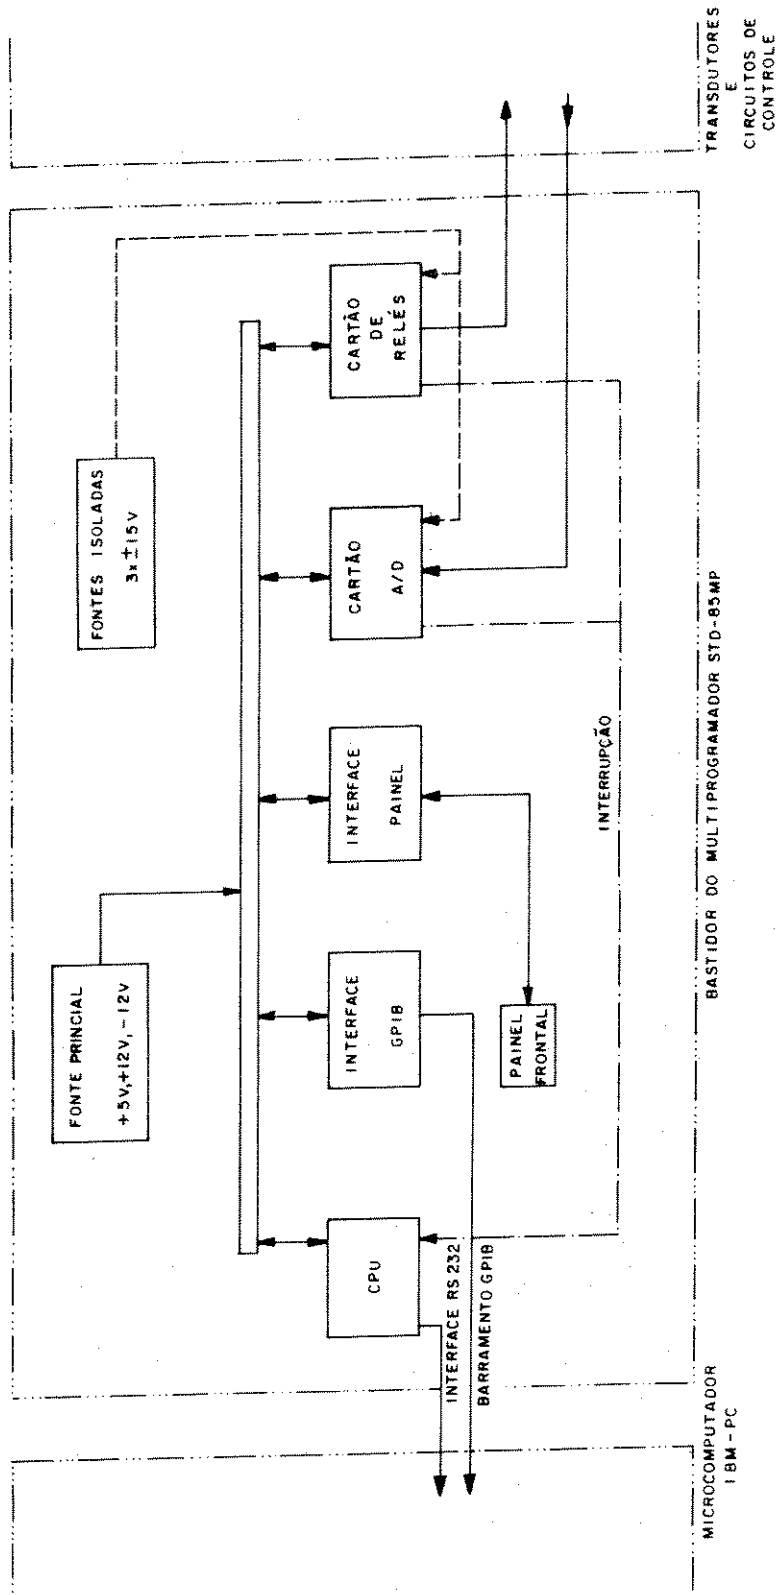 FONTE PRINCIAL
+5V,+12V,-12V
FONTES ISOLADAS
3x ±15V
CPU
INTERFACE
GPIB
INTERFACE
PAINEL
CARTÃO
A/D
CARTÃO
DE
RELÉS
PAINEL
FRONTAL
INTERFACE RS 232
BARRAMENTO GPIB
INTERRUPÇÃO
MICROCOMPUTADOR
IBM-PC
BASTIDOR DO MULTIPROGRAMADOR STD-85MP
TRANSDUTORES
E
CIRCUITOS DE
CONTROLE